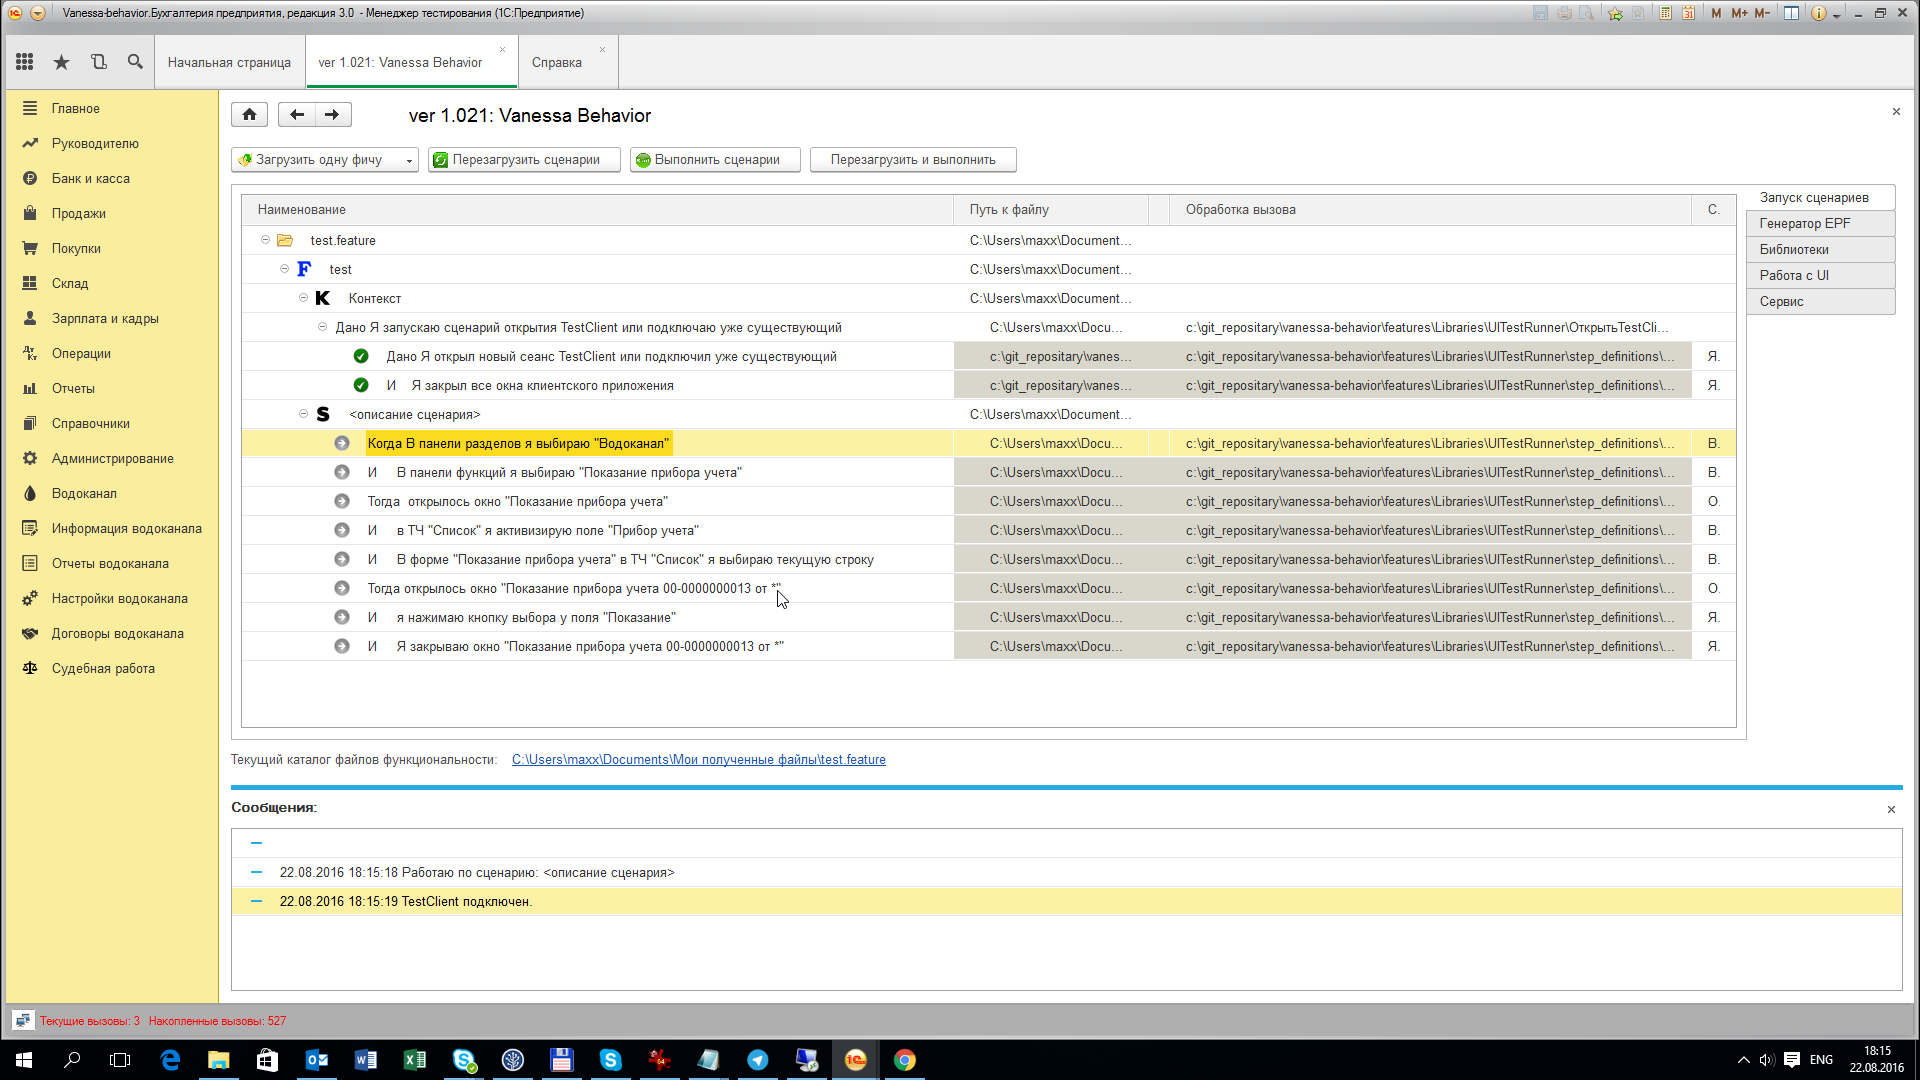 Vanessa-behavior.Бухгалтерия предприятия, редакция 3.0 - Менеджер тестирования (1С:Предприятие)
M M+ M-
Начальная страница
ver 1.021: Vanessa Behavior
Справка
Главное
Руководителю
Банк и касса
Продажи
Покупки
Склад
Зарплата и кадры
Операции
Отчеты
Справочники
Администрирование
Водоканал
Информация водоканала
Отчеты водоканала
Настройки водоканала
Договоры водоканала
Судебная работа
ver 1.021: Vanessa Behavior
Загрузить одну фичу
Перезагрузить сценарии
Выполнить сценарии
Перезагрузить и выполнить
Запуск сценариев
Генератор EPF
Библиотеки
Работа с UI
Сервис
Наименование Путь к файлу Обработка вызова С.
test.feature C:\Users\maxx\Document...
F test C:\Users\maxx\Document...
K Контекст C:\Users\maxx\Document...
Дано Я запускаю сценарий открытия TestClient или подключаю уже существующий C:\Users\maxx\Docu... c:\git_repositary\vanessa-behavior\features\Libraries\UITestRunner\ОткрытьTestCli...
Дано Я открыл новый сеанс TestClient или подключил уже существующий c:\git_repositary\vanes... c:\git_repositary\vanessa-behavior\features\Libraries\UITestRunner\step_definitions\... Я.
И Я закрыл все окна клиентского приложения c:\git_repositary\vanes... c:\git_repositary\vanessa-behavior\features\Libraries\UITestRunner\step_definitions\... Я.
S <описание сценария> C:\Users\maxx\Document...
Когда В панели разделов я выбираю "Водоканал" C:\Users\maxx\Docu... c:\git_repositary\vanessa-behavior\features\Libraries\UITestRunner\step_definitions\... В.
И В панели функций я выбираю "Показание прибора учета" C:\Users\maxx\Docu... c:\git_repositary\vanessa-behavior\features\Libraries\UITestRunner\step_definitions\... В.
Тогда открылось окно "Показание прибора учета" C:\Users\maxx\Docu... c:\git_repositary\vanessa-behavior\features\Libraries\UITestRunner\step_definitions\... О.
И в ТЧ "Список" я активизирую поле "Прибор учета" C:\Users\maxx\Docu... c:\git_repositary\vanessa-behavior\features\Libraries\UITestRunner\step_definitions\... В.
И В форме "Показание прибора учета" в ТЧ "Список" я выбираю текущую строку C:\Users\maxx\Docu... c:\git_repositary\vanessa-behavior\features\Libraries\UITestRunner\step_definitions\... В.
Тогда открылось окно "Показание прибора учета 00-0000000013 от *" C:\Users\maxx\Docu... c:\git_repositary\vanessa-behavior\features\Libraries\UITestRunner\step_definitions\... О.
И я нажимаю кнопку выбора у поля "Показание" C:\Users\maxx\Docu... c:\git_repositary\vanessa-behavior\features\Libraries\UITestRunner\step_definitions\... Я.
И Я закрываю окно "Показание прибора учета 00-0000000013 от *" C:\Users\maxx\Docu... c:\git_repositary\vanessa-behavior\features\Libraries\UITestRunner\step_definitions\... Я.
Текущий каталог файлов функциональности: C:\Users\maxx\Documents\Мои полученные файлы\test.feature
Сообщения:
22.08.2016 18:15:18 Работаю по сценарию: <описание сценария>
22.08.2016 18:15:19 TestClient подключен.
Текущие вызовы: 3 Накопленные вызовы: 527
ENG
18:15
22.08.2016